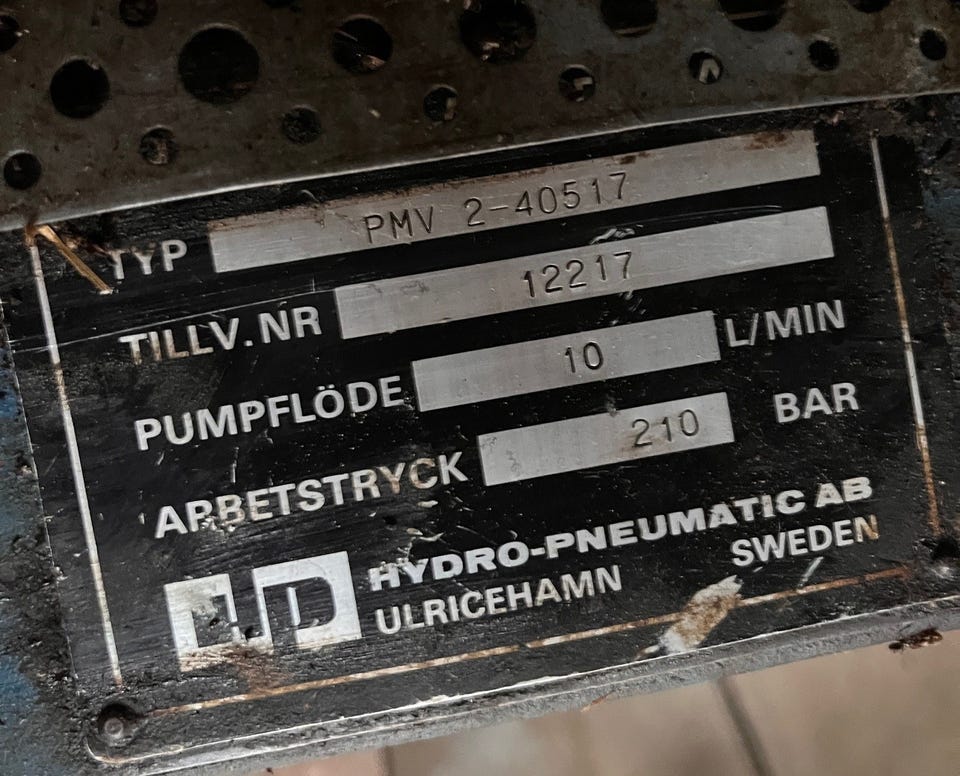 TYP PMV 2-40517
TILLV. NR 12217
PUMPFLÖDE 10 L/MIN
ARBETSTRYCK 210 BAR
HYDRO-PNEUMATIC AB
ULRICEHAMN SWEDEN